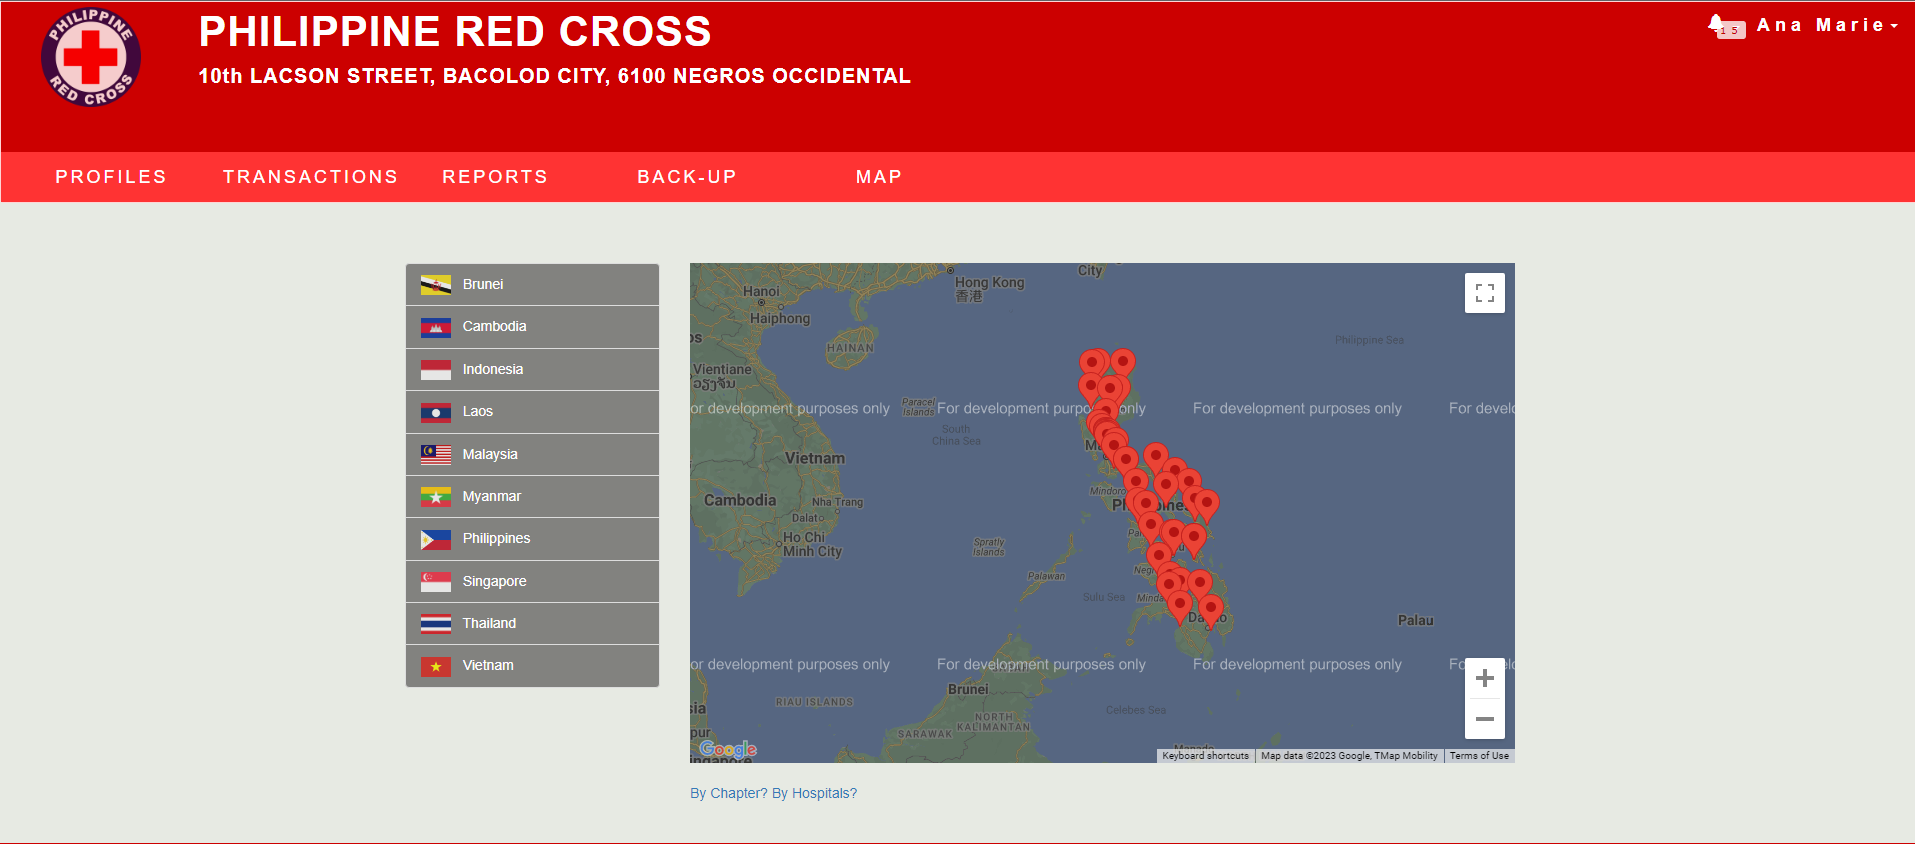 PHILIPPINE
RED CROSS
PHILIPPINE RED CROSS
10th LACSON STREET, BACOLOD CITY, 6100 NEGROS OCCIDENTAL
15
Ana Marie
PROFILES TRANSACTIONS REPORTS BACK-UP MAP
Brunei
Cambodia
Indonesia
Laos
Malaysia
Myanmar
Philippines
Singapore
Thailand
Vietnam
City
Hong Kong
香港
Hanoi
Haiphong
HAINAN
Philippine Sea
Vientiane
ວຽງຈັນ
or development purposes only
Paracel
Islands
For development purpo only
For development purposes only
For devel
South
China Sea
Vietnam
Cambodia
Nha Trang
Dalat
Ho Chi
Minh City
Mindoro
Spratly
Islands
Palawan
Sulu Sea
Palau
or development purposes only
For development purposes only
For development purposes only
Brunei
RIAU ISLANDS
NORTH
KALIMANTAN
SARAWAK
Celebes Sea
Google
Keyboard shortcuts
Map data ©2023 Google, TMap Mobility
Terms of Use
By Chapter? By Hospitals?